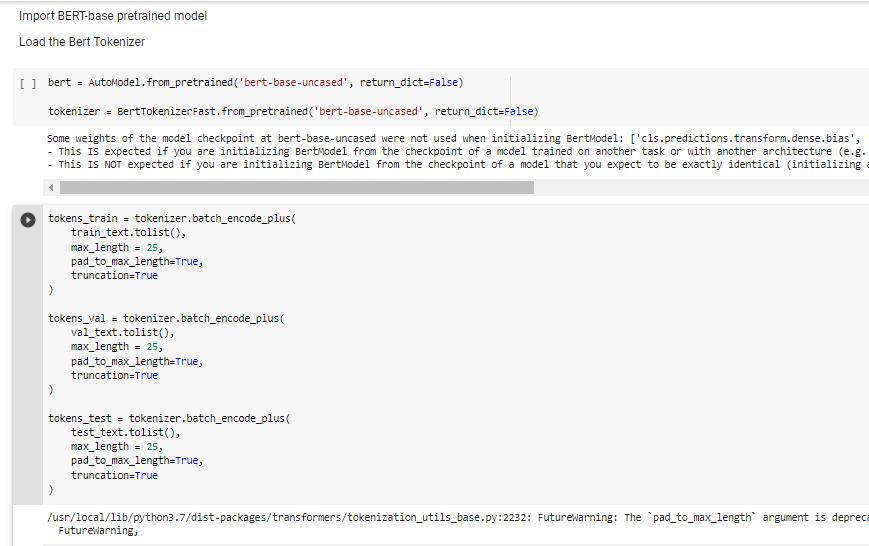 Import BERT-base pretrained model
Load the Bert Tokenizer
[ ] bert = AutoModel.from_pretrained('bert-base-uncased', return_dict=False)
tokenizer = BertTokenizerFast.from_pretrained('bert-base-uncased', return_dict=False)
Some weights of the model checkpoint at bert-base-uncased were not used when initializing BertModel: ['cls.predictions.transform.dense.bias',
- This IS expected if you are initializing BertModel from the checkpoint of a model trained on another task or with another architecture (e.g.
- This IS NOT expected if you are initializing BertModel from the checkpoint of a model that you expect to be exactly identical (initializing
tokens_train = tokenizer.batch_encode_plus(
train_text.tolist(),
max_length = 25,
pad_to_max_length=True,
truncation=True
)
tokens_val = tokenizer.batch_encode_plus(
val_text.tolist(),
max_length = 25,
pad_to_max_length=True,
truncation=True
)
tokens_test = tokenizer.batch_encode_plus(
test_text.tolist(),
max_length = 25,
pad_to_max_length=True,
truncation=True
)
/usr/local/lib/python3.7/dist-packages/transformers/tokenization_utils_base.py:2232: FutureWarning: The `pad_to_max_length` argument is depreca
FutureWarning,